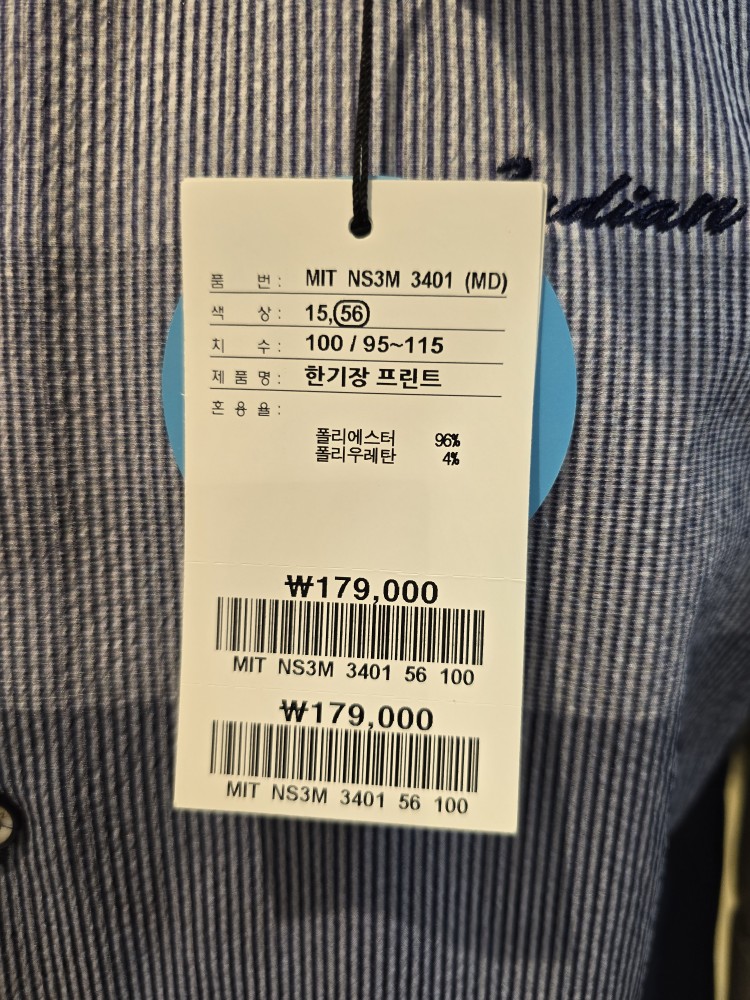 indian
품 번 : MIT NS3M 3401 (MD)
색 상 : 15,56
치 수 : 100 / 95~115
제 품 명 : 한기장 프린트
혼 용 율 :
폴리에스터 96%
폴리우레탄 4%
₩179,000
MIT NS3M 3401 56 100
₩179,000
MIT NS3M 3401 56 100